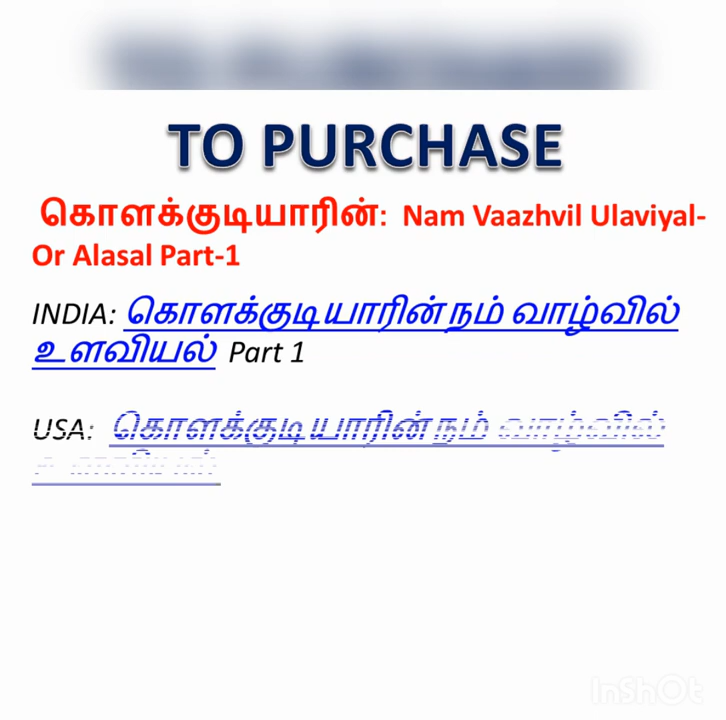 TO PURCHASE
கொளக்குடியாரின்: Nam Vaazhvil Ulaviyal-
Or Alasal Part-1
INDIA: கொளக்குடியாரின் நம் வாழ்வில்
உளவியல் Part 1
USA: கொளக்குடியாரின் நம் வாழ்வில்
InShOt